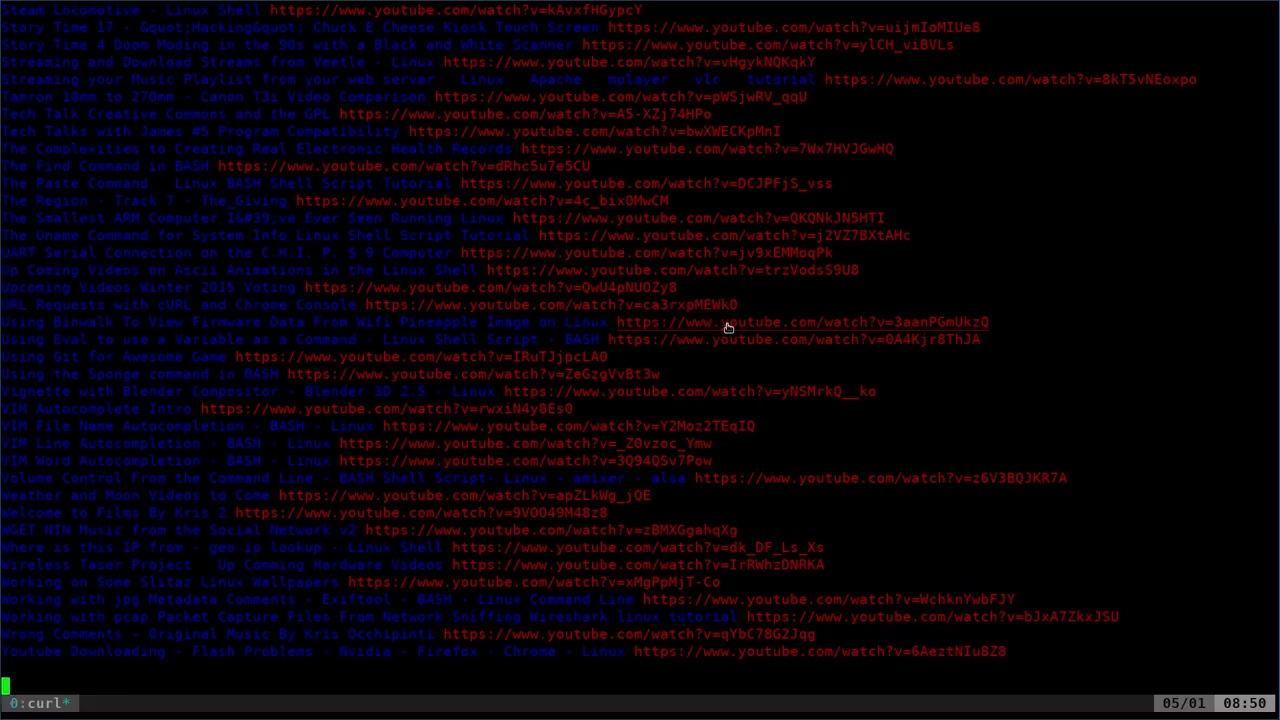 Steam Locomotive - Linux Shell https://www.youtube.com/watch?v=kAvxfHGypcY
Story Time 17 - &quot;Hacking&quot; Chuck E Cheese Kiosk Touch Screen https://www.youtube.com/watch?v=uijmIoMIUe8
Story Time 4 Doom Moding in the 90s with a Black and White Scanner https://www.youtube.com/watch?v=ylCH_viBVLs
Streaming and Download Streams from Veetle - Linux https://www.youtube.com/watch?v=vHgykNQKqkY
Streaming your Music Playlist from your web server   Linux   Apache   mplayer   vlc   tutorial https://www.youtube.com/watch?v=8kT5vNEoxpo
Tamron 18mm to 270mm - Canon T3i Video Comparison https://www.youtube.com/watch?v=pWSjwRV_qqU
Tech Talk Creative Commons and the GPL https://www.youtube.com/watch?v=A5-XZj74HPo
Tech Talks with James #5 Program Compatibility https://www.youtube.com/watch?v=bwXWECKpMnI
The Complexities to Creating Real Electronic Health Records https://www.youtube.com/watch?v=7Wx7HVJGwHQ
The Find Command in BASH https://www.youtube.com/watch?v=dRhc5u7e5CU
The Paste Command   Linux BASH Shell Script Tutorial https://www.youtube.com/watch?v=DCJPFjS_vss
The Region - Track 7 - The_Giving https://www.youtube.com/watch?v=4c_bixOMwCM
The Smallest ARM Computer I&#39;ve Ever Seen Running Linux https://www.youtube.com/watch?v=QKQNkJN5HTI
The Uname Command for System Info Linux Shell Script Tutorial https://www.youtube.com/watch?v=j2VZ7BXtAHc
UART Serial Connection on the C.H.I. P. $ 9 Computer https://www.youtube.com/watch?v=jv9xEMMoqPk
Up Coming Videos on Ascii Animations in the Linux Shell https://www.youtube.com/watch?v=trzVodsS9U8
Upcoming Videos Winter 2015 Voting https://www.youtube.com/watch?v=QwU4pNUOZy8
URL Requests with cURL and Chrome Console https://www.youtube.com/watch?v=ca3rxpMEWkQ
Using Binwalk To View Firmware Data From Wifi Pineapple Image on Linux https://www.youtube.com/watch?v=3aanPGmUkzQ
Using Eval to use a Variable as a Command - Linux Shell Script - BASH https://www.youtube.com/watch?v=0A4Kjr8ThJA
Using Git for Awesome Game https://www.youtube.com/watch?v=IRuTJjpcLA0
Using the Sponge command in BASH https://www.youtube.com/watch?v=ZeGzgVvBt3w
Vignette with Blender Compositor - Blender 3D 2.5 - Linux https://www.youtube.com/watch?v=yNSMrkQ__ko
VIM Autocomplete Intro https://www.youtube.com/watch?v=rwxiN4y8Es0
VIM File Name Autocompletion - BASH - Linux https://www.youtube.com/watch?v=Y2Moz2TEqIQ
VIM Line Autocompletion - BASH - Linux https://www.youtube.com/watch?v=_ZOvzoc_Ymw
VIM Word Autocompletion - BASH - Linux https://www.youtube.com/watch?v=3Q94QSv7Pow
Volume Control From the Command Line - BASH Shell Script- Linux - amixer - alsa https://www.youtube.com/watch?v=z6V3BQJKR7A
Weather and Moon Videos to Come https://www.youtube.com/watch?v=apZLkWg_jQE
Welcome to Films By Kris 2 https://www.youtube.com/watch?v=9VO049M48z8
WGET NIN Music from the Social Network v2 https://www.youtube.com/watch?v=zBMXGgahqXg
Where is this IP from - geo ip lookup - Linux Shell https://www.youtube.com/watch?v=dk_DF_Ls_Xs
Wireless Taser Project   Up Comming Hardware Videos https://www.youtube.com/watch?v=IrRWhzDNRKA
Working on Some Slitaz Linux Wallpapers https://www.youtube.com/watch?v=xMgPpMjT-Co
Working with jpg Metadata Comments - Exiftool - BASH - Linux Command Line https://www.youtube.com/watch?v=WchknYwbFJY
Working with pcap Packet Capture Files From Network Sniffing Wireshark linux tutorial https://www.youtube.com/watch?v=bJxA7ZkxJSU
Wrong Comments - Original Music By Kris Occhipinti https://www.youtube.com/watch?v=qYbC78G2Jqg
Youtube Downloading - Flash Problems - Nvidia - Firefox - Chrome - Linux https://www.youtube.com/watch?v=6AeztNIu8Z8
0:curl* 05/01 08:50